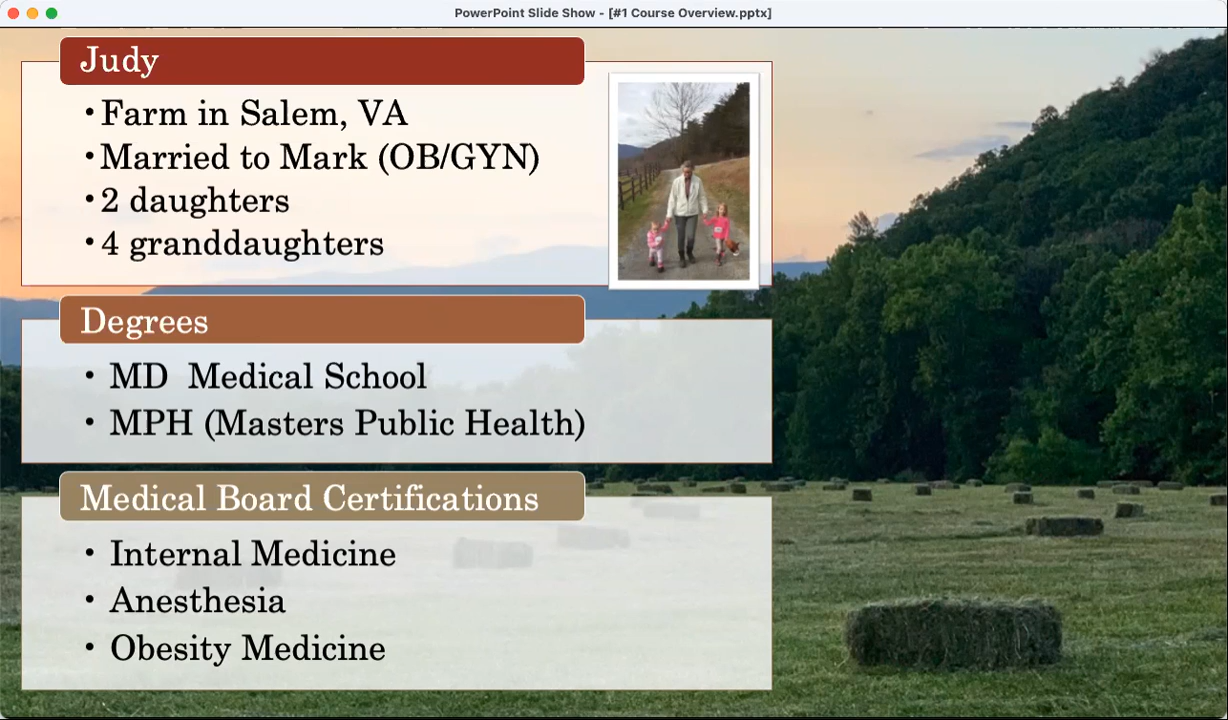 PowerPoint Slide Show - [#1 Course Overview.pptx]
Judy
•Farm in Salem, VA
•Married to Mark (OB/GYN)
•2 daughters
•4 granddaughters
Degrees
• MD  Medical School
• MPH (Masters Public Health)
Medical Board Certifications
• Internal Medicine
• Anesthesia
• Obesity Medicine